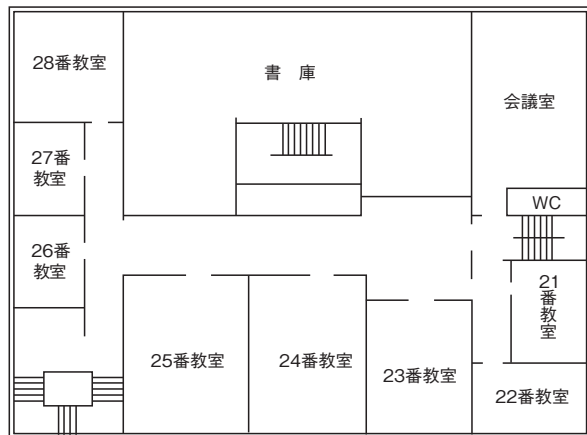 28番教室
書 庫
会議室
27番
教室
WC
26番
教室
21
番
教
室
25番教室
24番教室
23番教室
22番教室